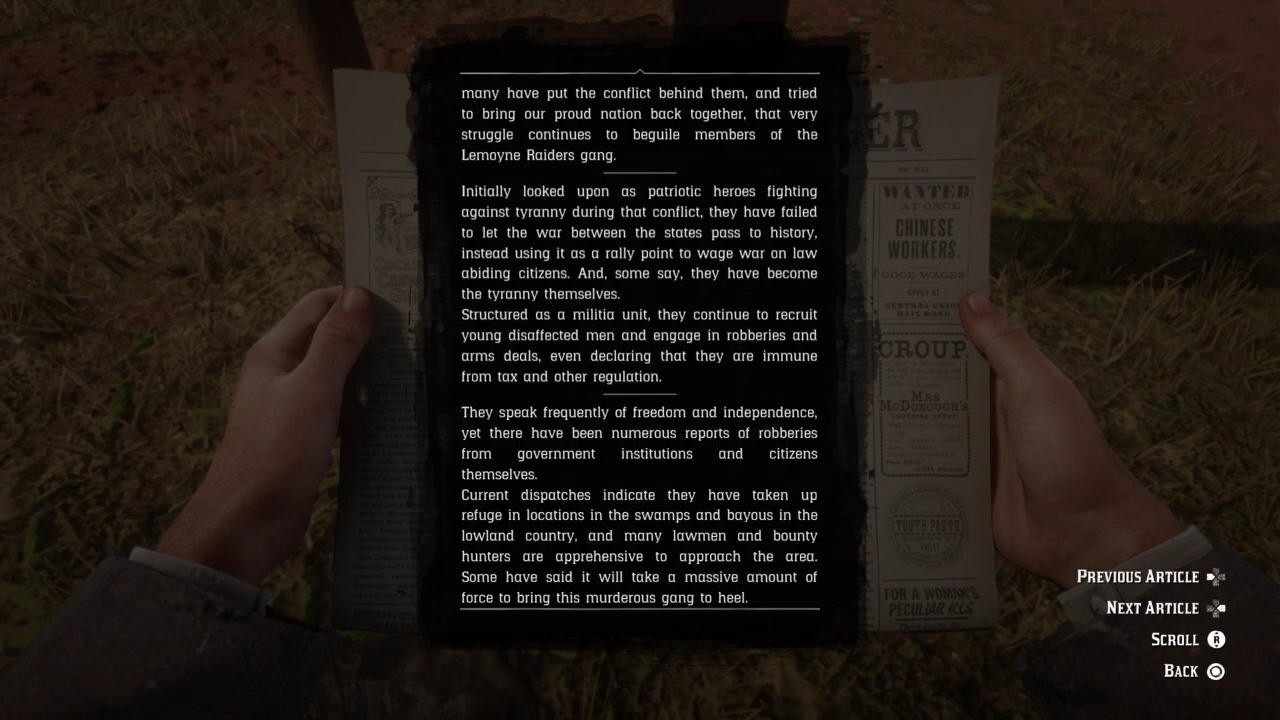 many have put the conflict behind them, and tried
to bring our proud nation back together, that very
struggle continues to beguile members of the
Lemoyne Raiders gang.
Initially looked upon as patriotic heroes fighting
against tyranny during that conflict, they have failed
to let the war between the states pass to history,
instead using it as a rally point to wage war on law
abiding citizens. And, some say, they have become
the tyranny themselves.
Structured as a militia unit, they continue to recruit
young disaffected men and engage in robberies and
arms deals, even declaring that they are immune
from tax and other regulation.
They speak frequently of freedom and independence,
yet there have been numerous reports of robberies
from government institutions and citizens
themselves.
Current dispatches indicate they have taken up
refuge in locations in the swamps and bayous in the
lowland country, and many lawmen and bounty
hunters are apprehensive to approach the area.
Some have said it will take a massive amount of
force to bring this murderous gang to heel.
WANTED
AT ONCE
CHINESE
WORKERS.
GOOD WAGES
APPLY AT
CENTRAL UNION
RAIL ROAD
CROUP
MRS
MCDONOUGH'S
SOOTHING SYRUP
FOR A WOMAN'S
PECULIAR ILLS
PREVIOUS ARTICLE
NEXT ARTICLE
SCROLL R
BACK